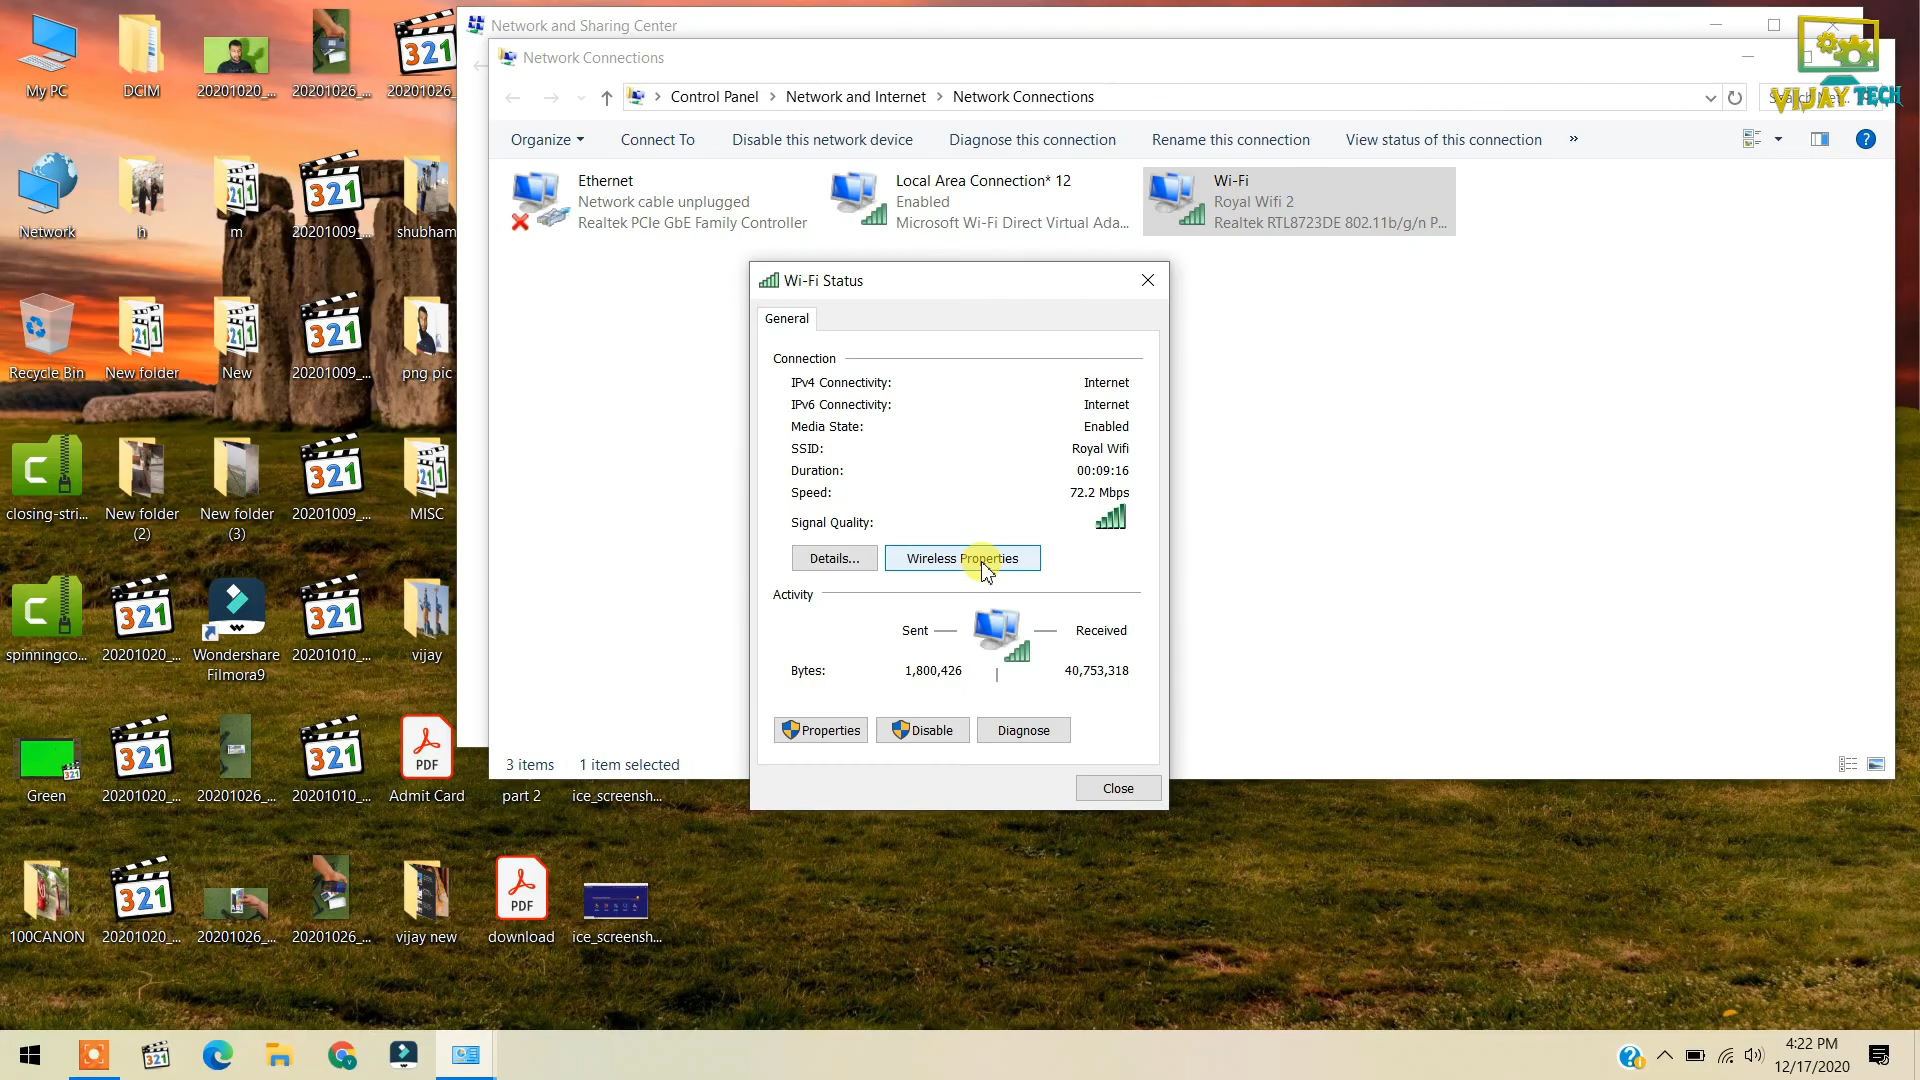 Network and Sharing Center
Network Connections
Control Panel > Network and Internet > Network Connections
VIJAY TECH
Organize
Connect To
Disable this network device
Diagnose this connection
Rename this connection
View status of this connection
»
Ethernet
Network cable unplugged
Realtek PCIe GbE Family Controller
Local Area Connection* 12
Enabled
Microsoft Wi-Fi Direct Virtual Ada...
Wi-Fi
Royal Wifi 2
Realtek RTL8723DE 802.11b/g/n P...
Wi-Fi Status
General
Connection
IPv4 Connectivity: Internet
IPv6 Connectivity: Internet
Media State: Enabled
SSID: Royal Wifi
Duration: 00:09:16
Speed: 72.2 Mbps
Signal Quality:
Details...
Wireless Properties
Activity
Sent — — Received
Bytes: 1,800,426 | 40,753,318
Properties
Disable
Diagnose
Close
3 items 1 item selected
My PC
DCIM
20201020_...
20201026_...
20201026_
Network
h
m
20201009_...
shubham
Recycle Bin
New folder
New
20201009_...
png pic
closing-stri...
New folder
(2)
New folder
(3)
20201009_...
MISC
spinningco...
20201020_...
Wondershare
Filmora9
20201010_...
vijay
Green
20201020_...
20201026_...
20201010_...
PDF
Admit Card
part 2
ice_screensh...
100CANON
20201020_...
20201026_...
20201026_...
vijay new
PDF
download
ice_screensh...
4:22 PM
12/17/2020